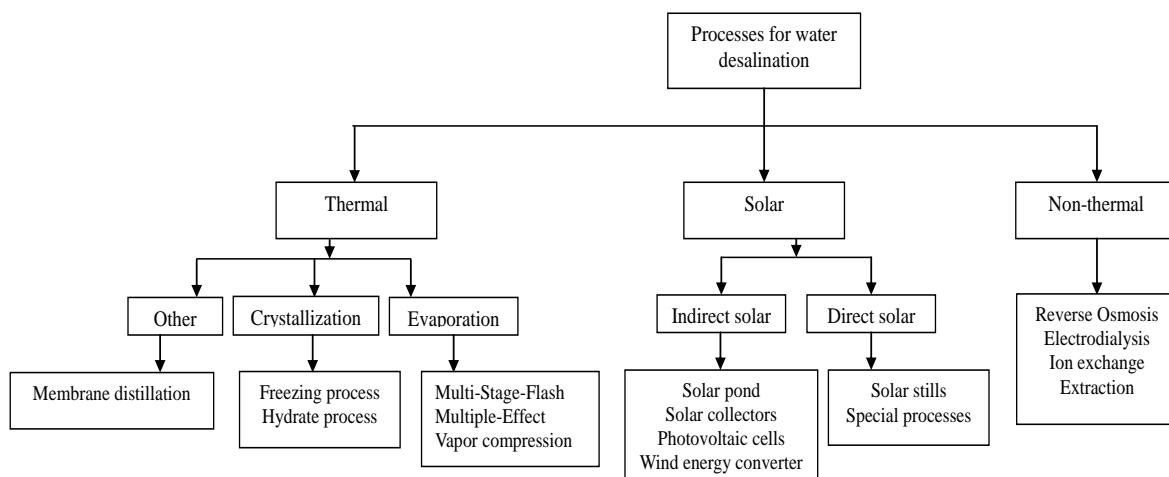 Processes for water
desalination
Thermal
Solar
Non-thermal
Other
Crystallization
Evaporation
Indirect solar
Direct solar
Membrane distillation
Freezing process
Hydrate process
Multi-Stage-Flash
Multiple-Effect
Vapor compression
Solar pond
Solar collectors
Photovoltaic cells
Wind energy converter
Solar stills
Special processes
Reverse Osmosis
Electrodialysis
Ion exchange
Extraction